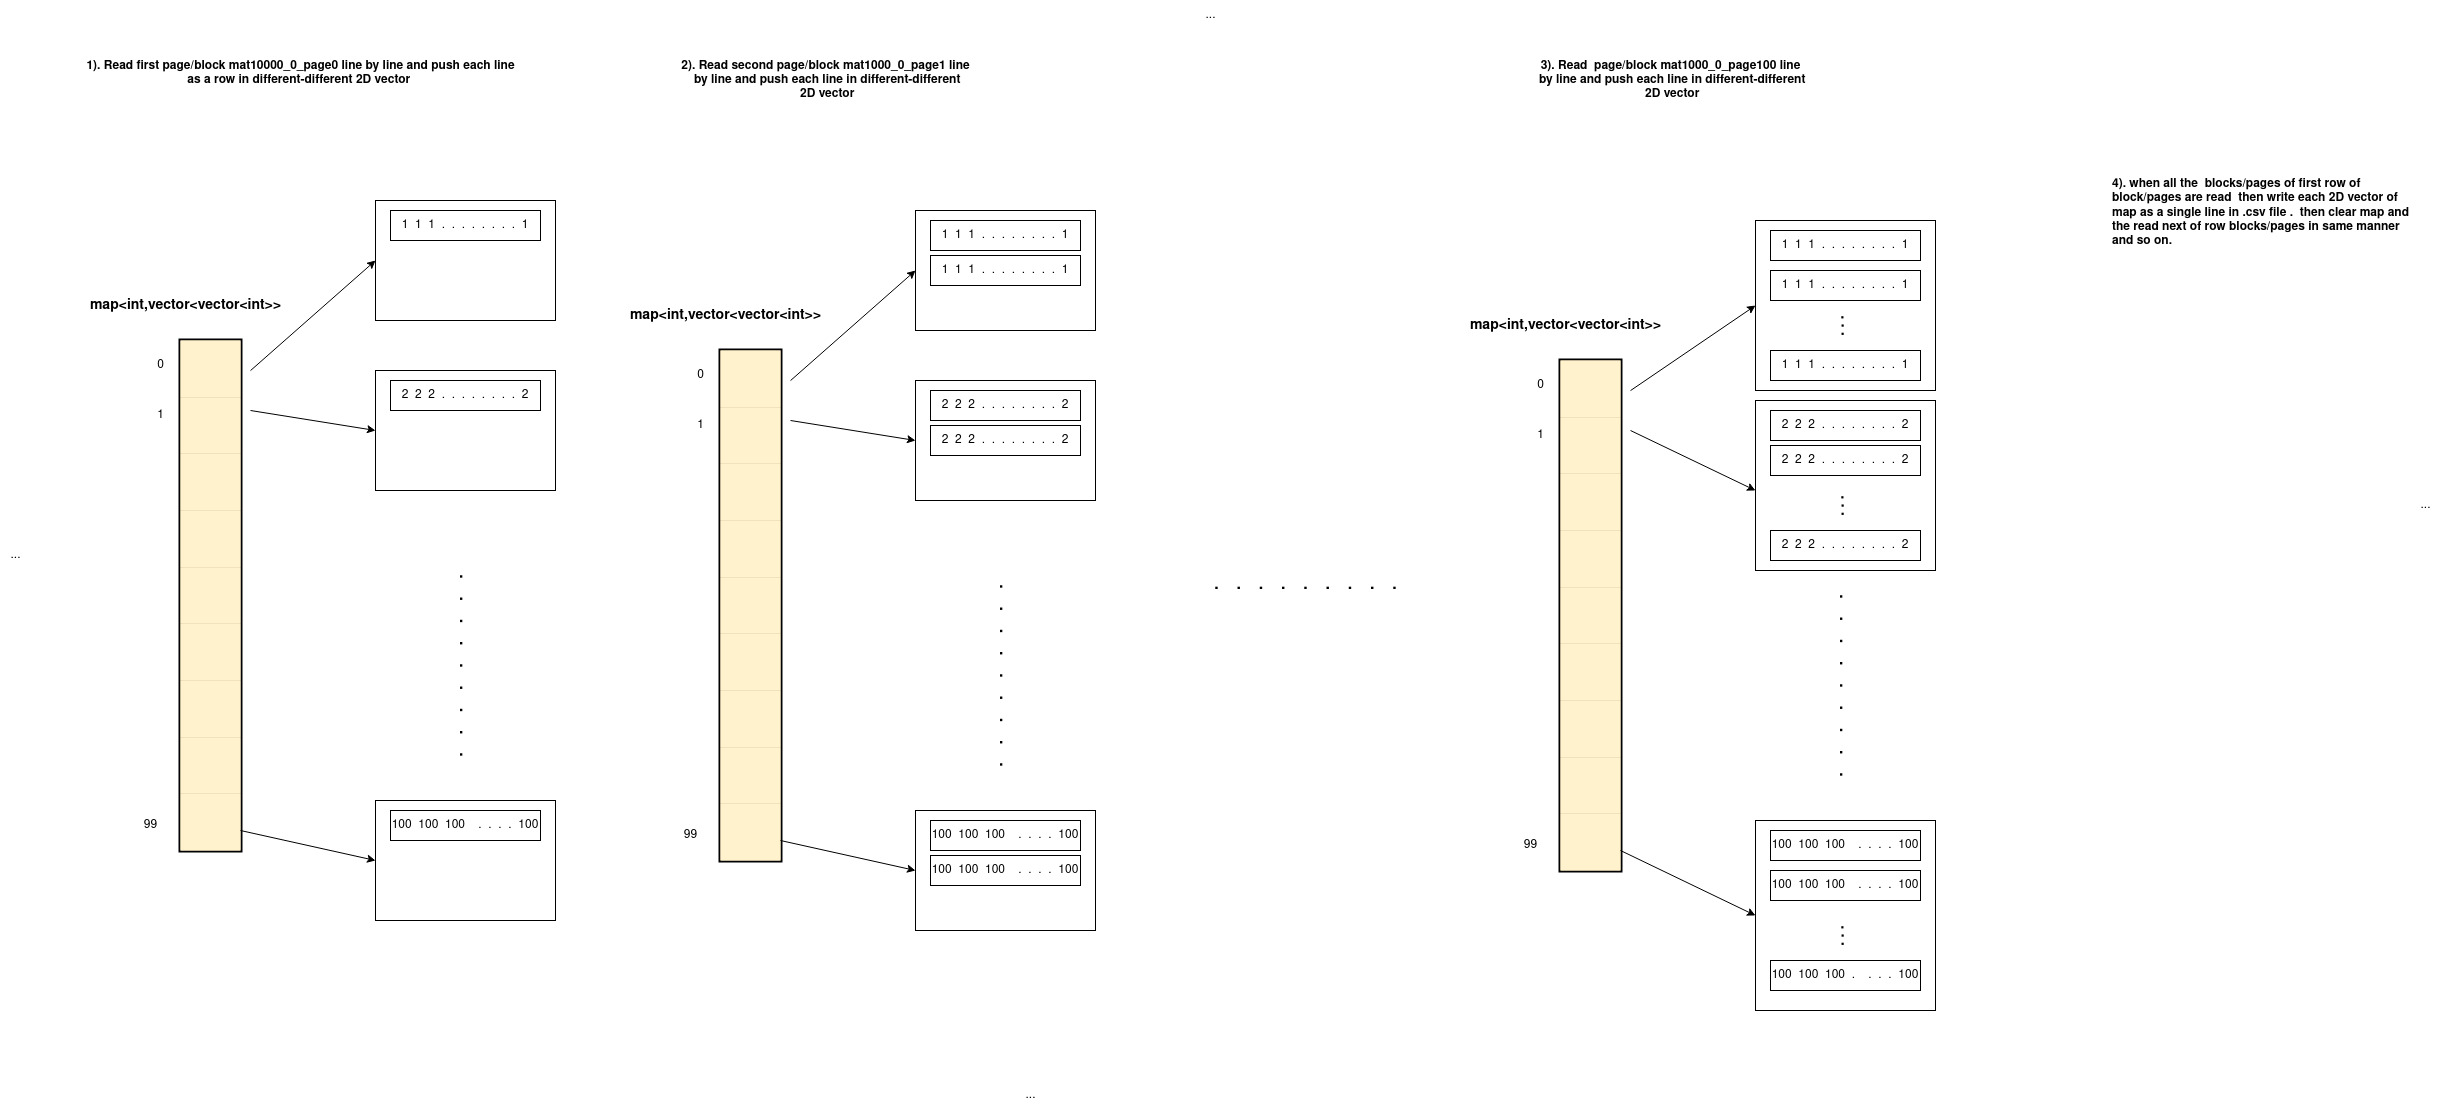 ...
1). Read first page/block mat10000_0_page0 line by line and push each line
as a row in different-different 2D vector
2). Read second page/block mat1000_0_page1 line
by line and push each line in different-different
2D vector
3). Read  page/block mat1000_0_page100 line
by line and push each line in different-different
2D vector
4). when all the  blocks/pages of first row of
block/pages are read  then write each 2D vector of
map as a single line in .csv file .  then clear map and
the read next of row blocks/pages in same manner
and so on.
map<int,vector<vector<int>>
0
1
99
1 1 1 . . . . . . . . 1
2 2 2 . . . . . . . . 2
. . . . . . . . .
100 100 100 . . . . 100
map<int,vector<vector<int>>
0
1
99
1 1 1 . . . . . . . . 1
1 1 1 . . . . . . . . 1
2 2 2 . . . . . . . . 2
2 2 2 . . . . . . . . 2
. . . . . . . . .
100 100 100 . . . . 100
100 100 100 . . . . 100
. . . . . . . . .
map<int,vector<vector<int>>
0
1
99
1 1 1 . . . . . . . . 1
1 1 1 . . . . . . . . 1
. . .
1 1 1 . . . . . . . . 1
2 2 2 . . . . . . . . 2
2 2 2 . . . . . . . . 2
. . .
2 2 2 . . . . . . . . 2
. . . . . . . . .
100 100 100 . . . . 100
100 100 100 . . . . 100
. . .
100 100 100 . . . . 100
...
...
...